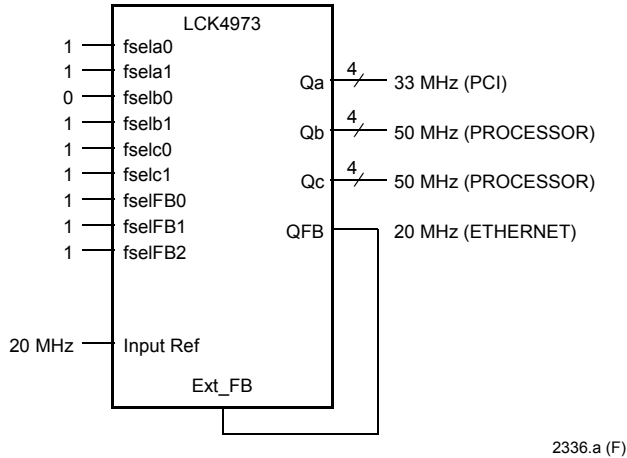 LCK4973
1 fsela0
1 fsela1
0 fselb0
1 fselb1
1 fselc0
1 fselc1
1 fselFB0
1 fselFB1
1 fselFB2
20 MHz Input Ref
Ext_FB
Qa 4 33 MHz (PCI)
Qb 4 50 MHz (PROCESSOR)
Qc 4 50 MHz (PROCESSOR)
QFB 20 MHz (ETHERNET)
2336.a (F)